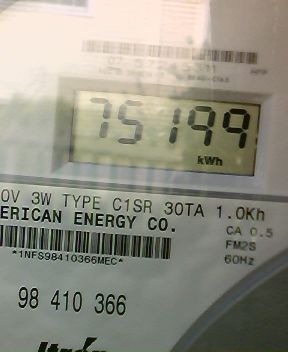 75199
kWh
0V 3W TYPE C1SR 30TA 1.0Kh
ERICAN ENERGY CO.
CA 0.5
FM2S
*1NFS98410366MEC*
60Hz
98 410 366
Itrón